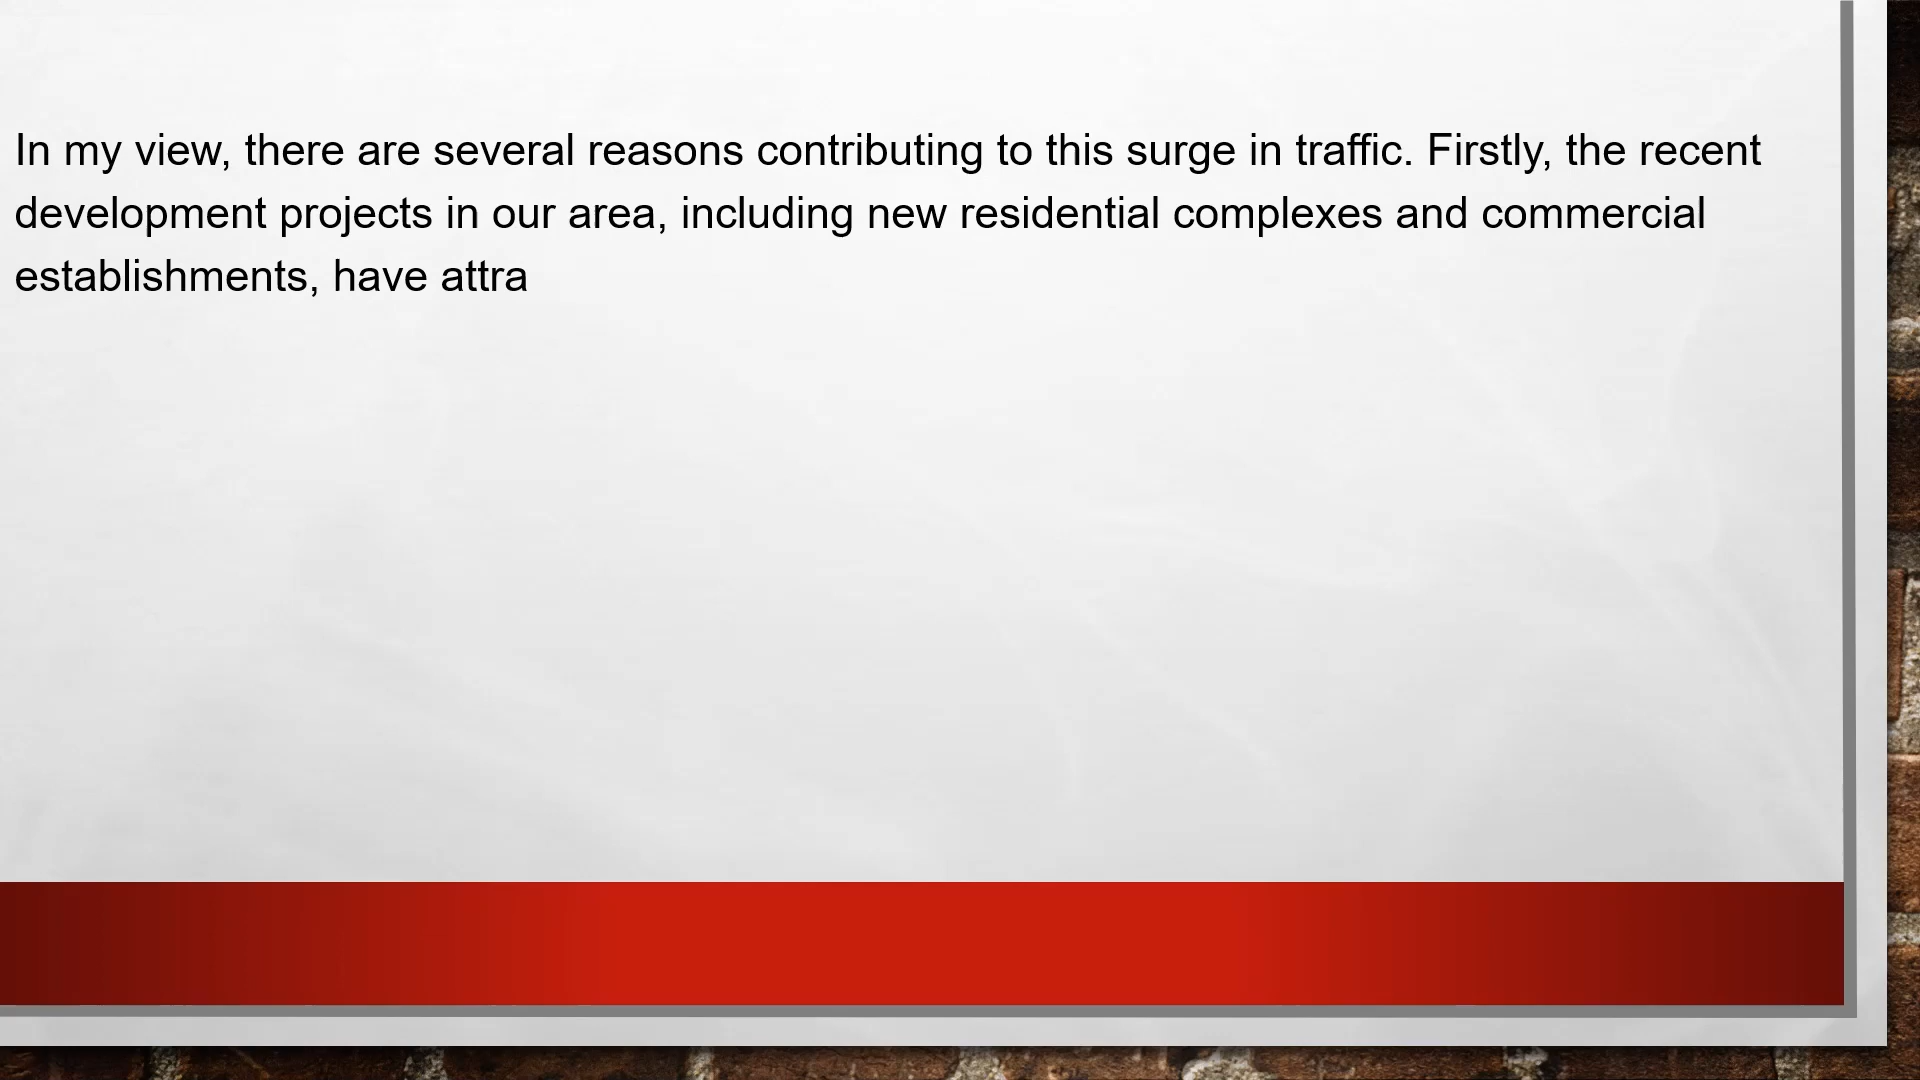 In my view, there are several reasons contributing to this surge in traffic. Firstly, the recent
development projects in our area, including new residential complexes and commercial
establishments, have attra